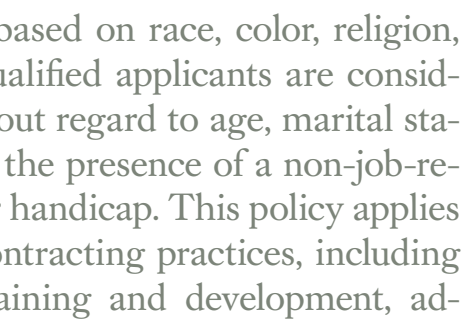 based on race, color, religion,
ualified applicants are consid-
out regard to age, marital sta-
the presence of a non-job-re-
handicap. This policy applies
ontracting practices, including
aining and development, ad-